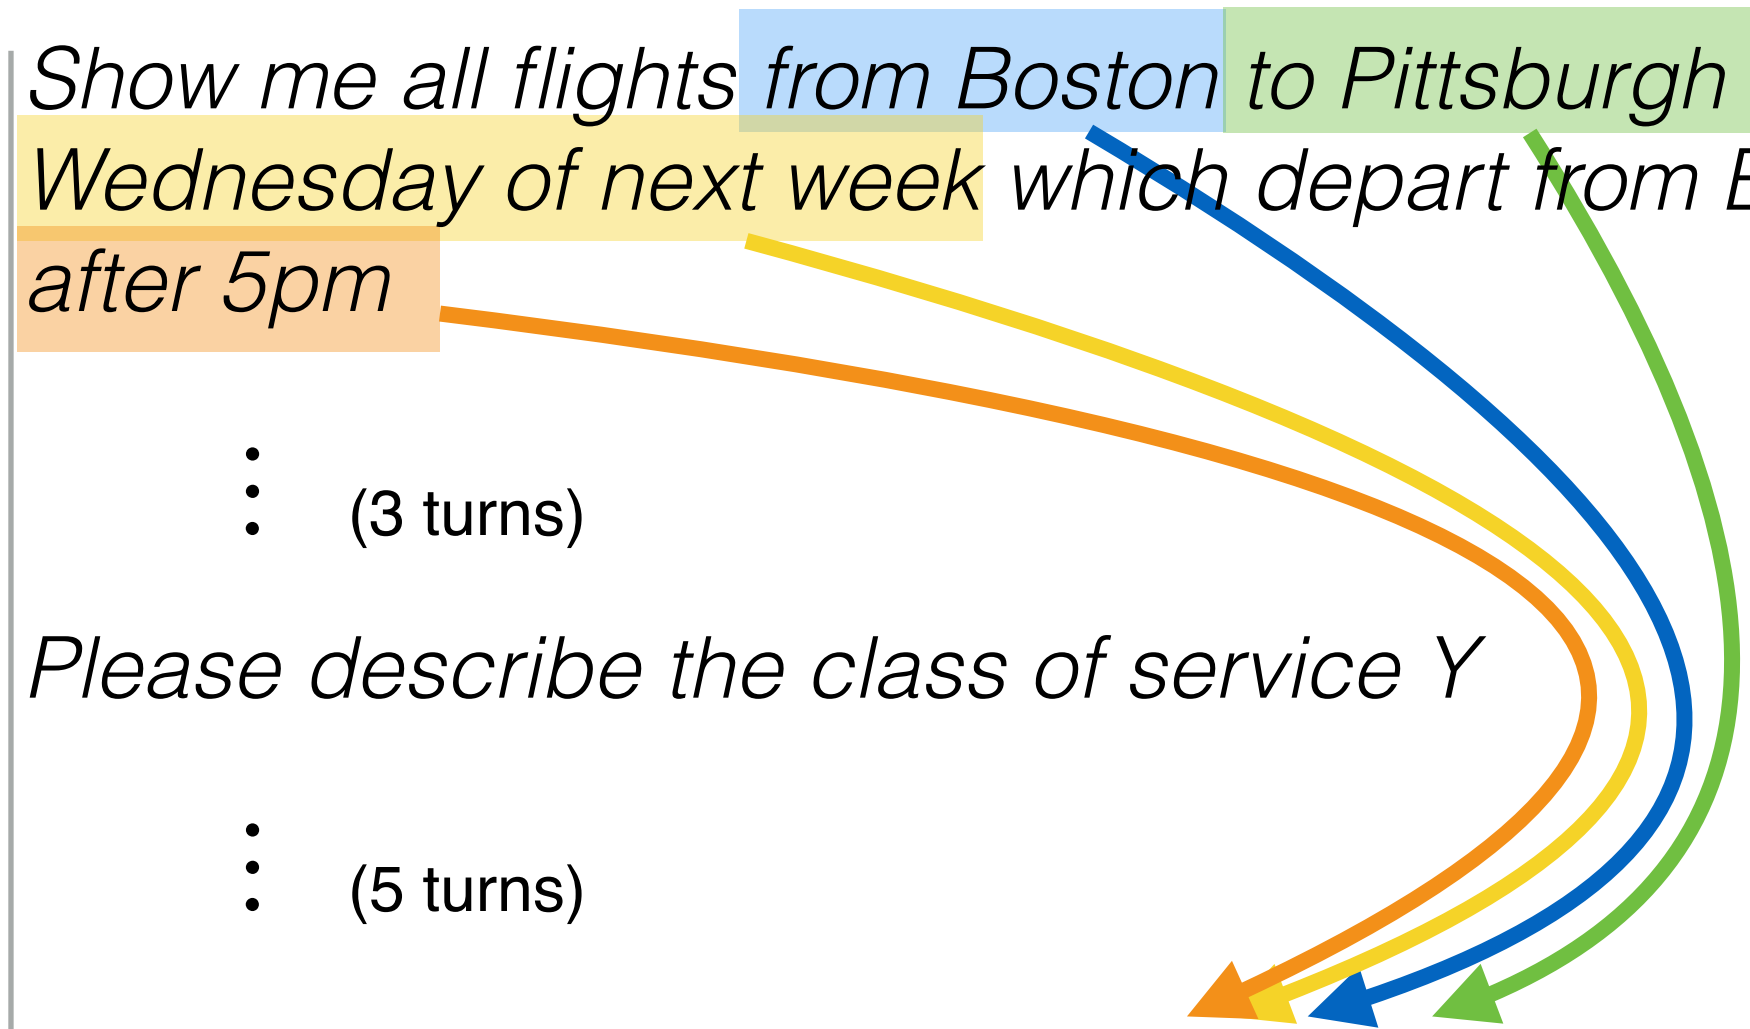 Show me all flights from Boston to Pittsburgh
Wednesday of next week which depart from
after 5pm
(3 turns)
Please describe the class of service Y
(5 turns)